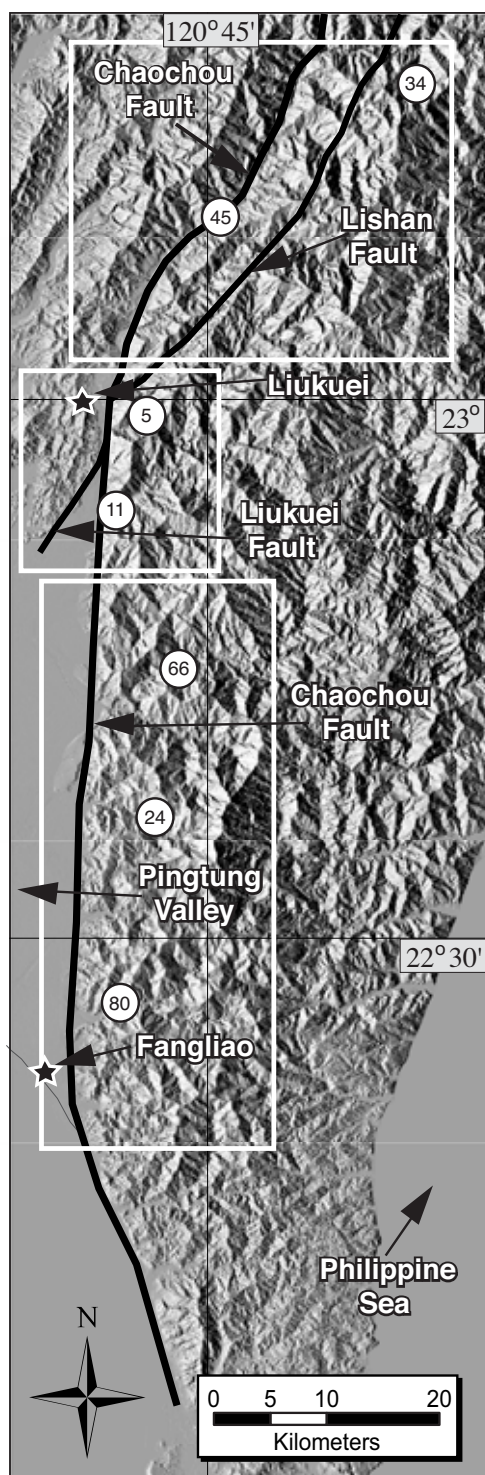 120°45'
Chaochou
Fault
34
45
Lishan
Fault
Liukuei
23°
5
11
Liukuei
Fault
66
Chaochou
Fault
24
Pingtung
Valley
22°30'
80
Fangliao
Philippine
Sea
N
0 5 10 20
Kilometers